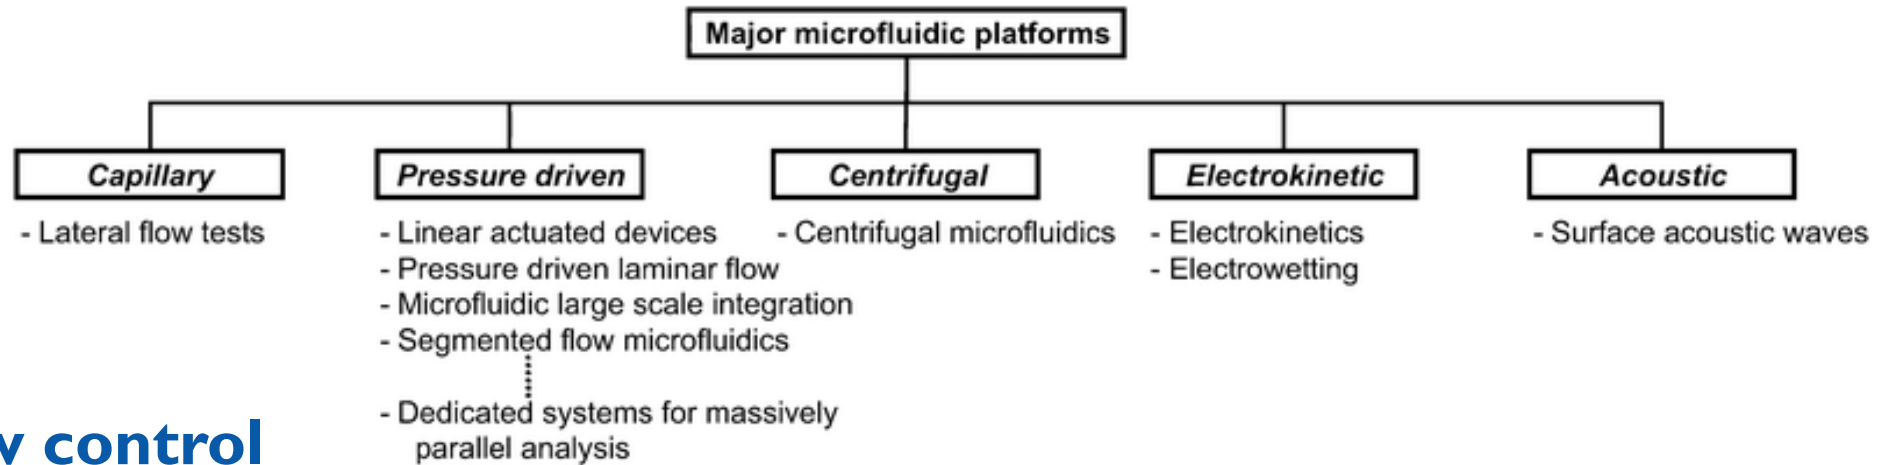 Major microfluidic platforms
Capillary
- Lateral flow tests
Pressure driven
- Linear actuated devices
- Pressure driven laminar flow
- Microfluidic large scale integration
- Segmented flow microfluidics
- Dedicated systems for massively
parallel analysis
Centrifugal
- Centrifugal microfluidics
Electrokinetic
- Electrokinetics
- Electrowetting
Acoustic
- Surface acoustic waves
control